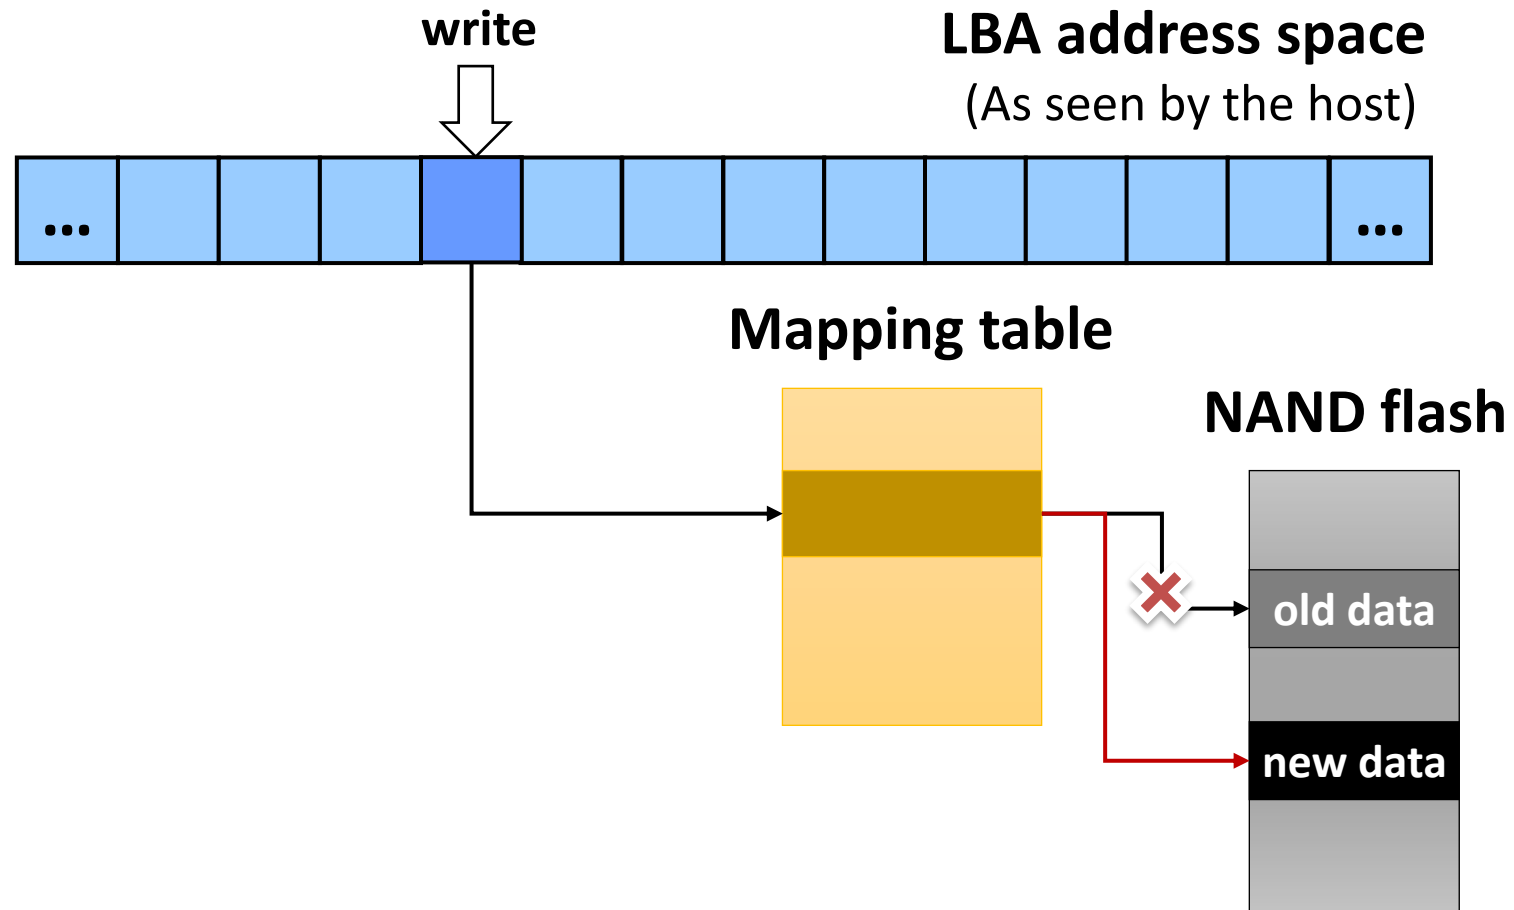 write
LBA address space
(As seen by the host)
...
...
Mapping table
NAND flash
old data
new data